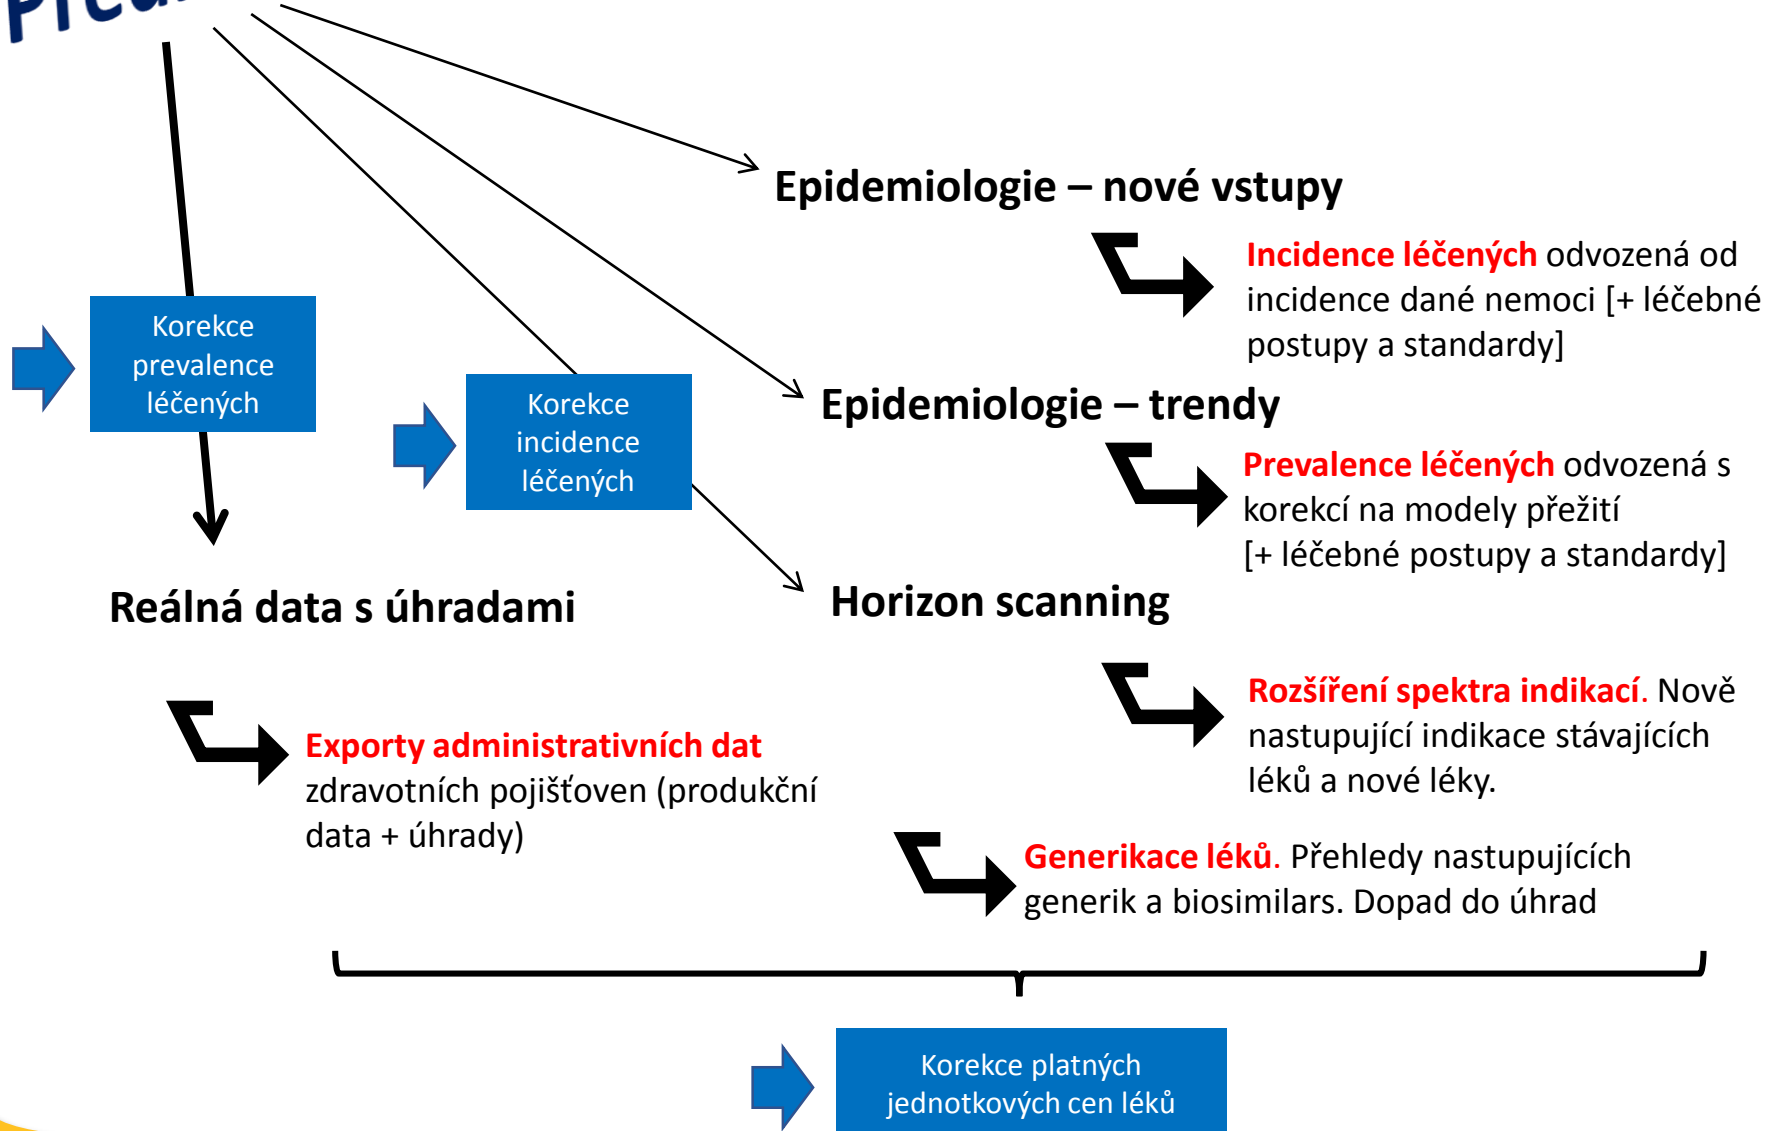 Epidemiologie – nové vstupy
Incidence léčených odvozená od
incidence dané nemoci [+ léčebné
postupy a standardy]
Korekce
prevalence
léčených
Korekce
incidence
léčených
Epidemiologie – trendy
Prevalence léčených odvozená s
korekcí na modely přežití
[+ léčebné postupy a standardy]
Reálná data s úhradami
Horizon scanning
Exporty administrativních dat
zdravotních pojišťoven (produkční
data + úhrady)
Rozšíření spektra indikací. Nově
nastupující indikace stávajících
léků a nové léky.
Generikace léků. Přehledy nastupujících
generik a biosimilars. Dopad do úhrad
Korekce platných
jednotkových cen léků